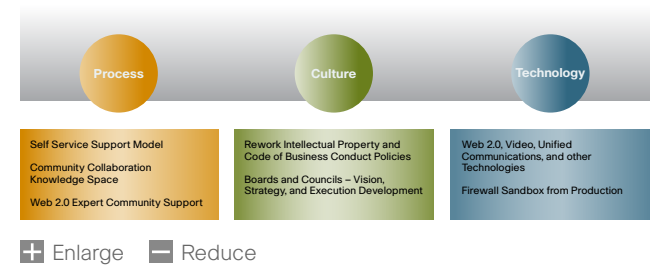 Process
Culture
Technology
Self Service Support Model
Community Collaboration
Knowledge Space
Web 2.0 Expert Community Support
Rework Intellectual Property and
Code of Business Conduct Policies
Boards and Councils – Vision,
Strategy, and Execution Development
Web 2.0, Video, Unified
Communications, and other
Technologies
Firewall Sandbox from Production
Enlarge
Reduce